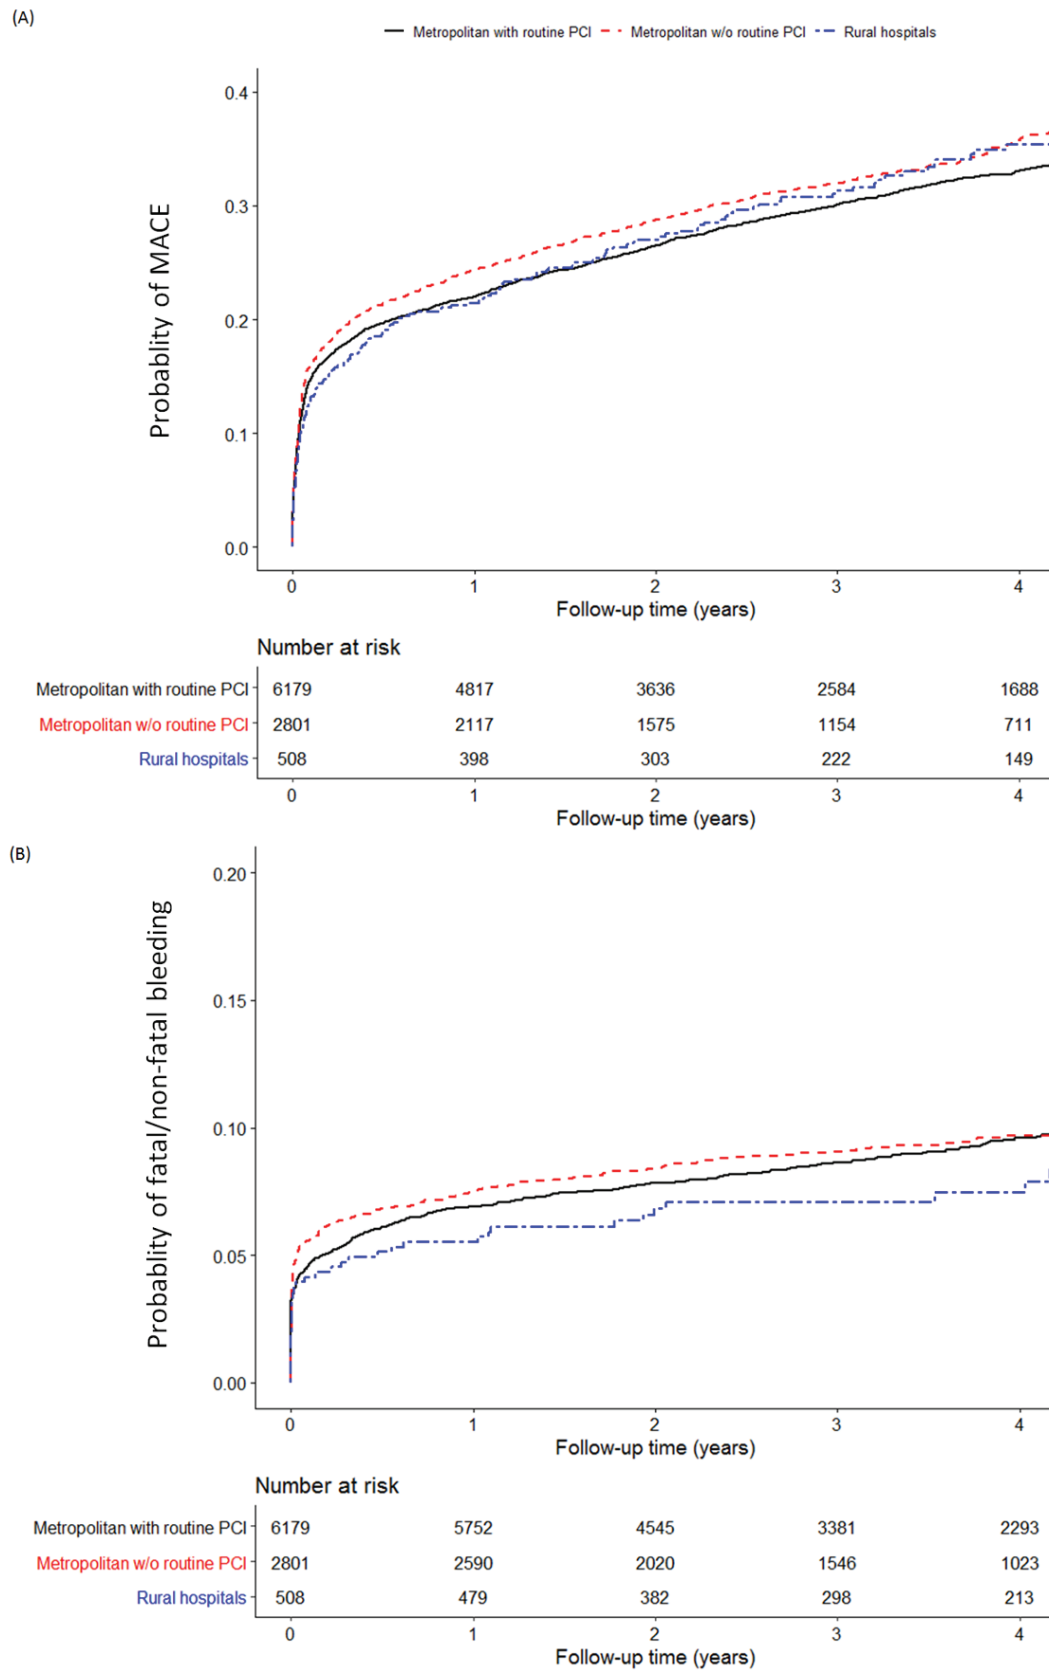 (A)
Metropolitan with routine PCI Metropolitan w/o routine PCI Rural hospitals
0.4
0.3
0.2
0.1
0.0
Probablity of MACE
0 1 2 3 4
Follow-up time (years)
Number at risk
Metropolitan with routine PCI 6179 4817 3636 2584 1688
Metropolitan w/o routine PCI 2801 2117 1575 1154 711
Rural hospitals 508 398 303 222 149
0 1 2 3 4
Follow-up time (years)
(B)
0.20
0.15
0.10
0.05
0.00
Probablity of fatal/non-fatal bleeding
0 1 2 3 4
Follow-up time (years)
Number at risk
Metropolitan with routine PCI 6179 5752 4545 3381 2293
Metropolitan w/o routine PCI 2801 2590 2020 1546 1023
Rural hospitals 508 479 382 298 213
0 1 2 3 4
Follow-up time (years)